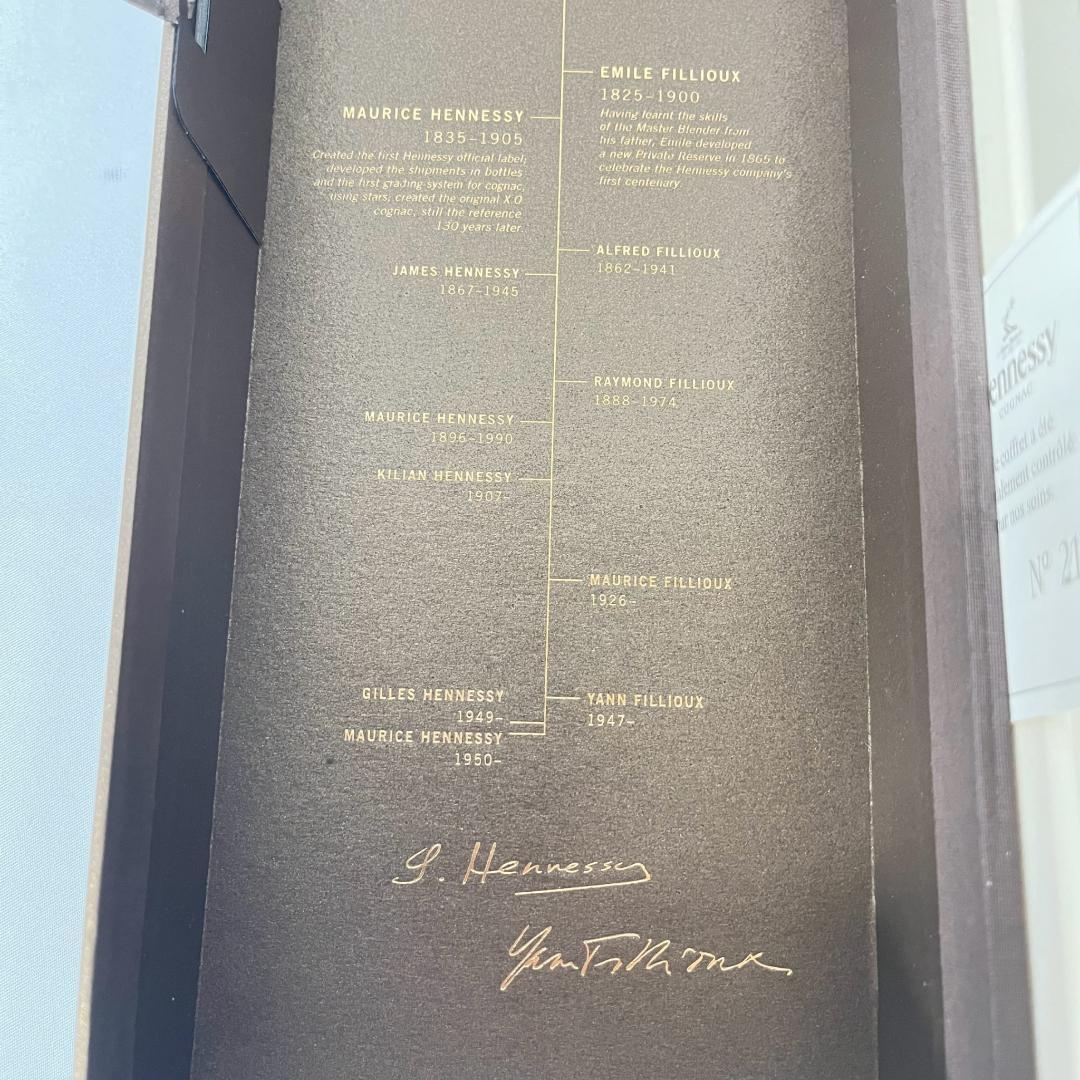 EMILE FILLIOUX
1825–1900
Having learnt the skills
of the Master Blender from
his father, Emile developed
a new Private Reserve in 1865 to
celebrate the Hennessy company's
first centenary.
MAURICE HENNESSY
1835–1905
Created the first Hennessy official label;
developed the shipments in bottles
and the first grading system for cognac,
using stars; created the original X.O
cognac, still the reference
130 years later.
ALFRED FILLIOUX
1862–1941
JAMES HENNESSY
1867–1945
RAYMOND FILLIOUX
1888–1974
MAURICE HENNESSY
1896–1990
KILIAN HENNESSY
1907–
MAURICE FILLIOUX
1926–
GILLES HENNESSY
1949–
YANN FILLIOUX
1947–
MAURICE HENNESSY
1950–
G. Hennessy
Yann Fillioux
ennessy
COGNAC
e coffret a été
alement contrôlé
ar nos soins.
Nº 21